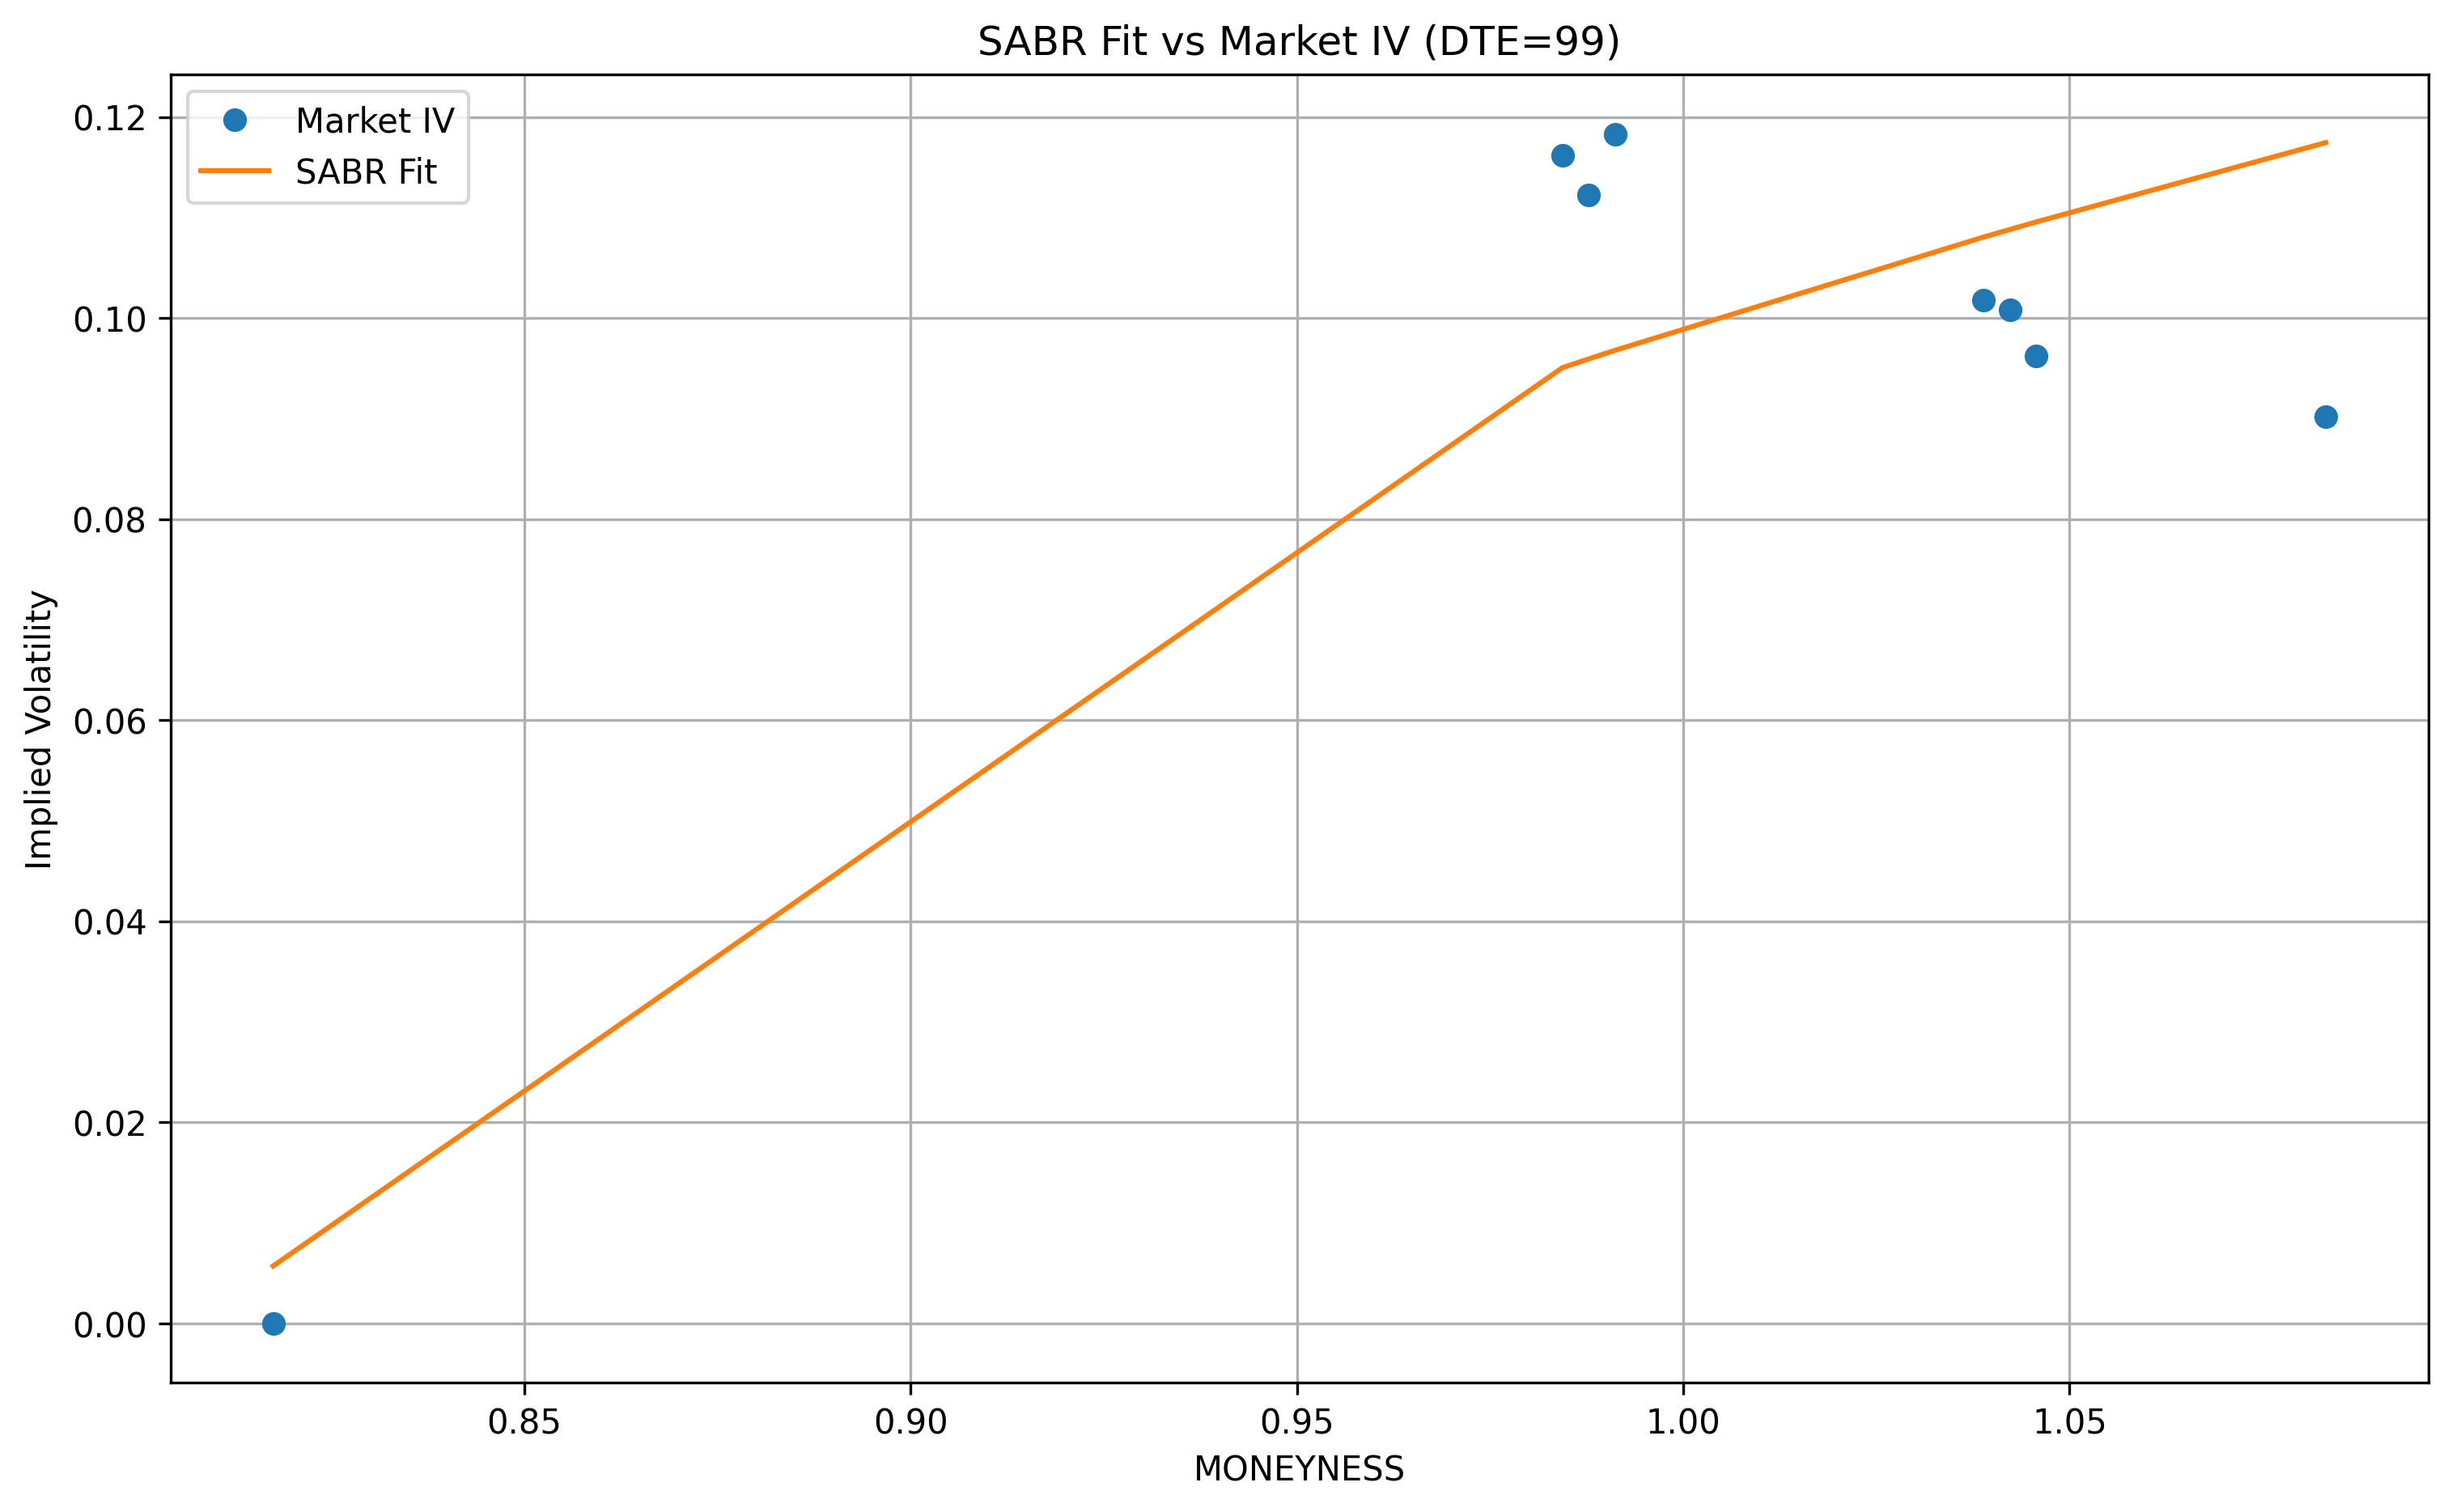 SABR Fit vs Market IV (DTE=99)
Market IV
SABR Fit
Implied Volatility
0.12
0.10
0.08
0.06
0.04
0.02
0.00
0.85 0.90 0.95 1.00 1.05
MONEYNESS